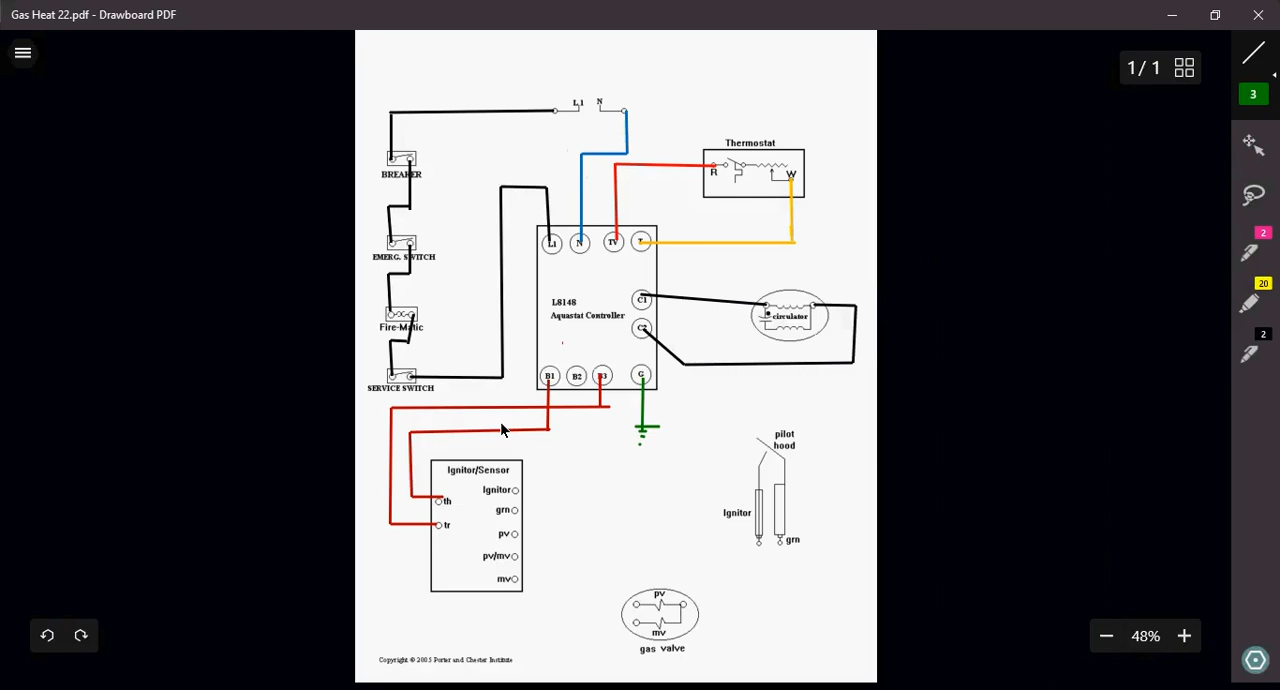 Gas Heat 22.pdf - Drawboard PDF
1/ 1
3
L1 N
Thermostat
R W
BREAKER
L1 N TV T
EMERG. SWITCH
C1
L8148
Aquastat Controller
circulator
C2
Fire-Matic
B1 B2 B3 G
SERVICE SWITCH
2
20
2
pilot
hood
Ignitor/Sensor
Ignitor
th
grn
Ignitor
tr
pv
grn
pv/mv
mv
pv
mv
gas valve
48%
Copyright © 2005 Porter and Chester Institute